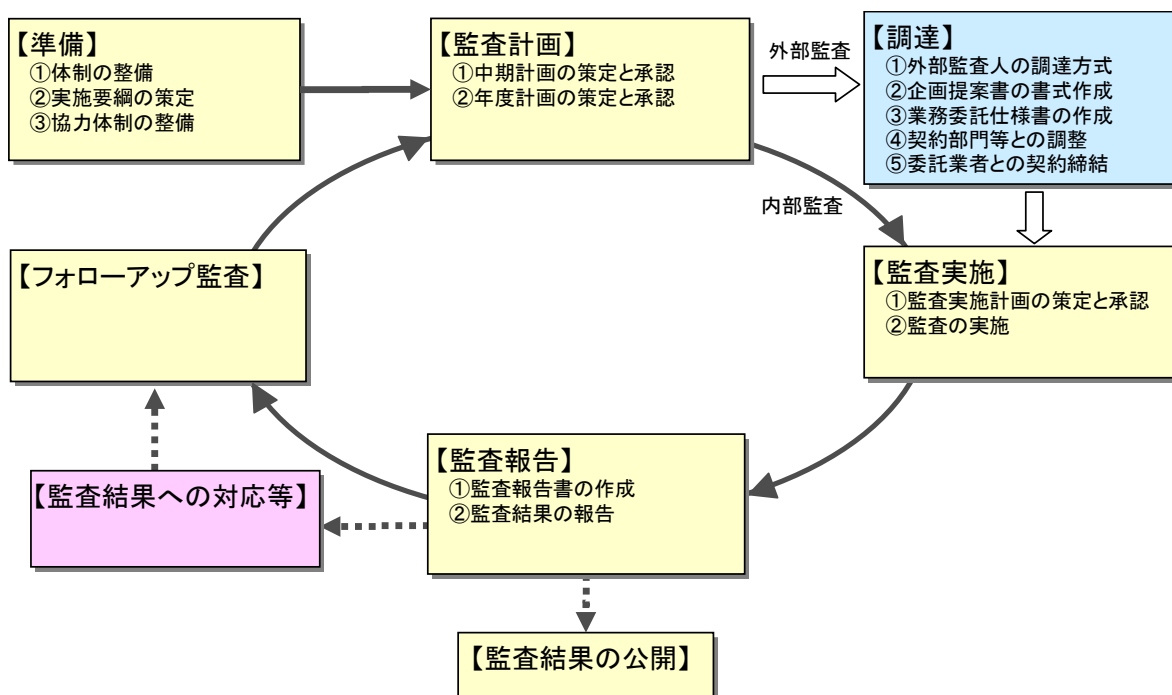 【準備】
①体制の整備
②実施要綱の策定
③協力体制の整備
【監査計画】
①中期計画の策定と承認
②年度計画の策定と承認
外部監査
【調達】
①外部監査人の調達方式
②企画提案書の書式作成
③業務委託仕様書の作成
④契約部門等との調整
⑤委託業者との契約締結
内部監査
【フォローアップ監査】
【監査実施】
①監査実施計画の策定と承認
②監査の実施
【監査報告】
①監査報告書の作成
②監査結果の報告
【監査結果への対応等】
【監査結果の公開】